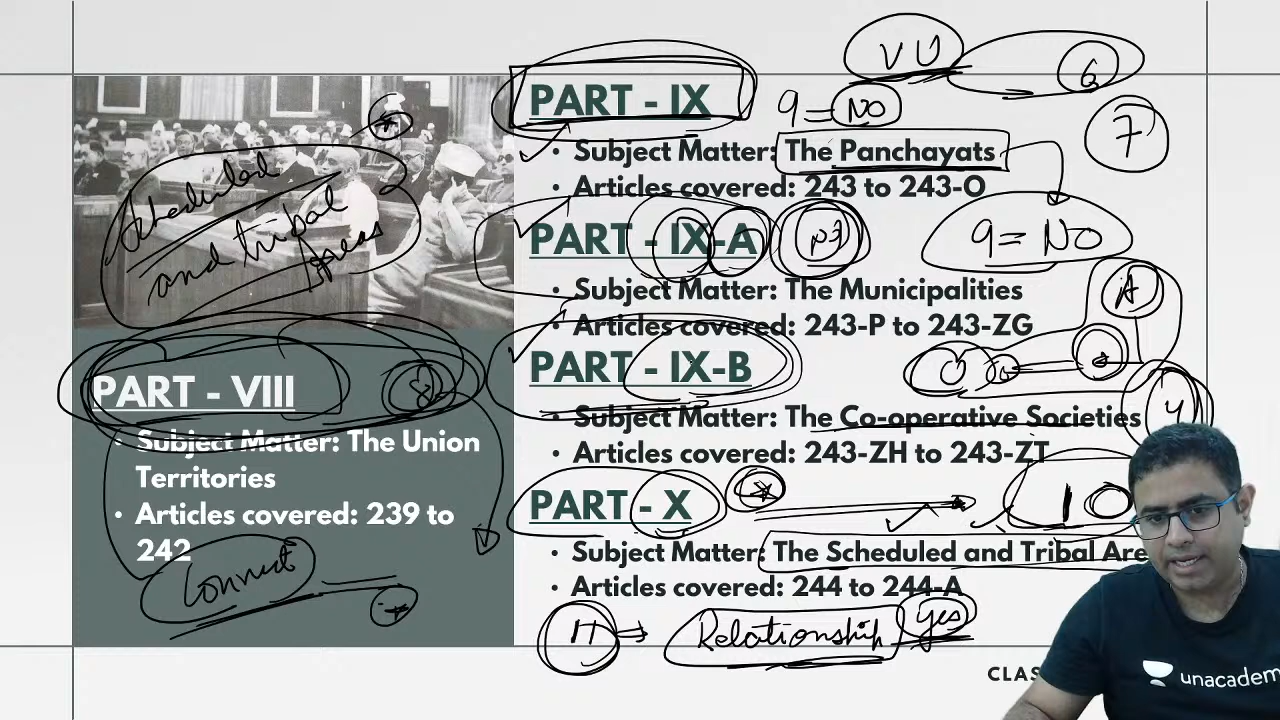 VU
6
PART - IX
9 = NO
7
• Subject Matter: The Panchayats
• Articles covered: 243 to 243-O
Scheduled
and tribal
Areas
PART - IX-A
9 = NO
• Subject Matter: The Municipalities
A
• Articles covered: 243-P to 243-ZG
PART - VIII
8
PART - IX-B
4
• Subject Matter: The Union
Territories
• Articles covered: 239 to
242
Connect
• Subject Matter: The Co-operative Societies
• Articles covered: 243-ZH to 243-ZT
PART - X
10
• Subject Matter: The Scheduled and Tribal Are
• Articles covered: 244 to 244-A
11 Relationship yes
CLAS
unacadem